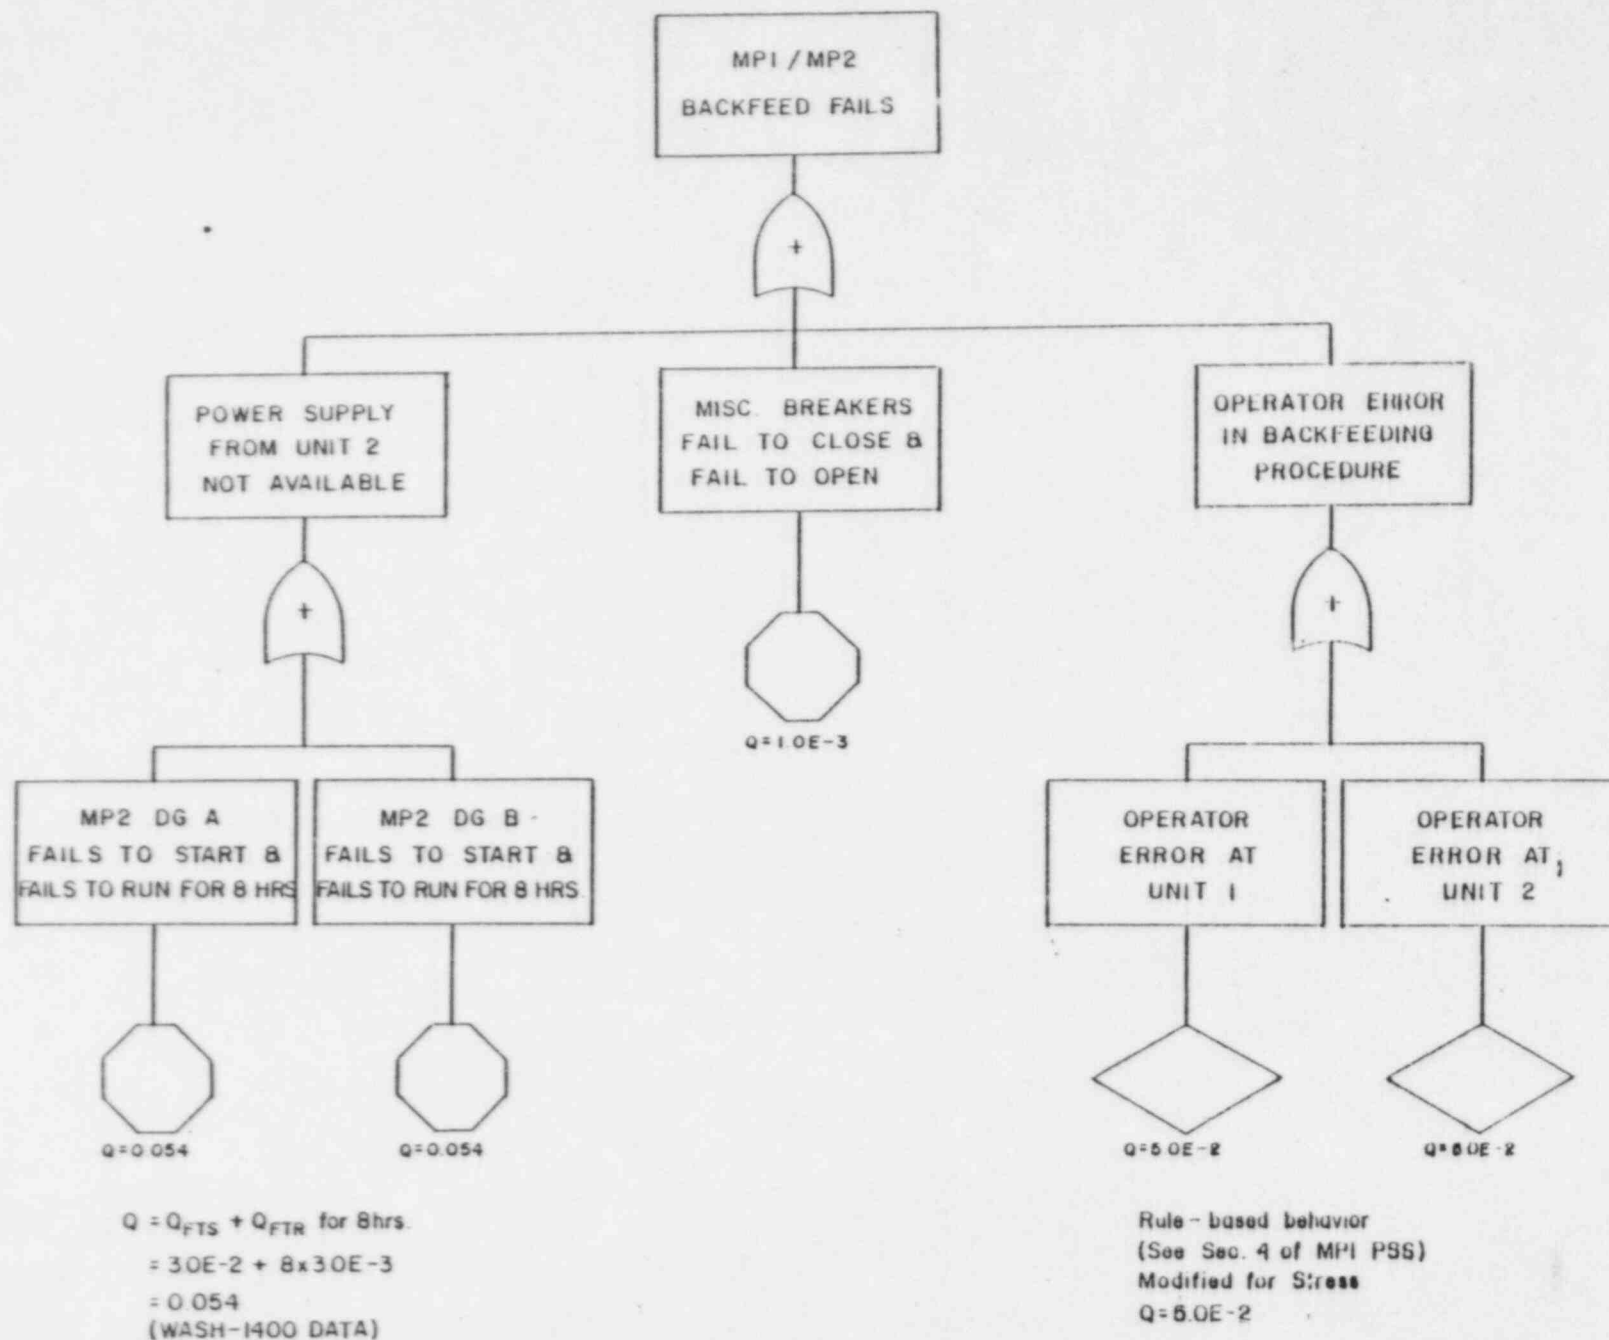 MP1 / MP2
BACKFEED FAILS
+
POWER SUPPLY
FROM UNIT 2
NOT AVAILABLE
MISC. BREAKERS
FAIL TO CLOSE &
FAIL TO OPEN
OPERATOR ERROR
IN BACKFEEDING
PROCEDURE
+
+
Q=1.0E-3
MP2 DG A
FAILS TO START &
FAILS TO RUN FOR 8 HRS
MP2 DG B -
FAILS TO START &
FAILS TO RUN FOR 8 HRS.
OPERATOR
ERROR AT
UNIT 1
OPERATOR
ERROR AT
UNIT 2
Q=0.054
Q=0.054
Q=5.0E-2
Q=5.0E-2
Q = QFTS + QFTR for 8hrs.
= 3.0E-2 + 8x3.0E-3
= 0.054
(WASH-1400 DATA)
Rule-based behavior
(See Sec. 4 of MP1 PSS)
Modified for Stress
Q=5.0E-2